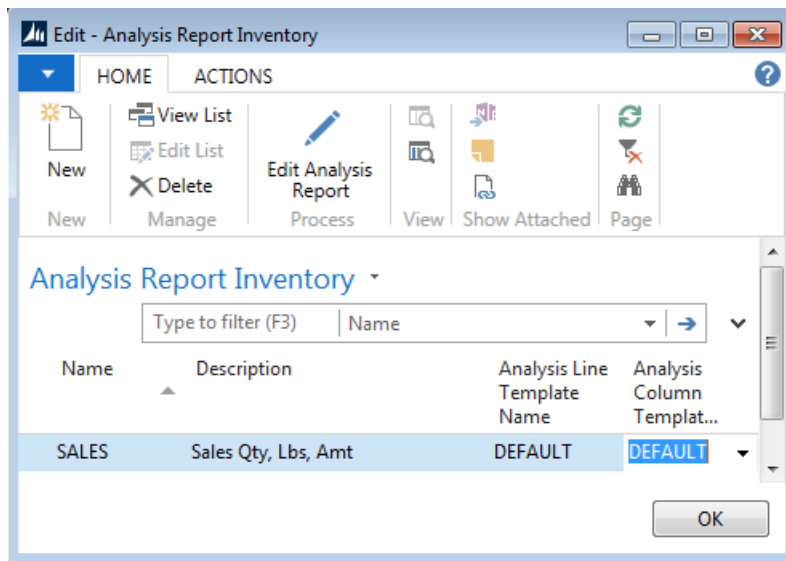 Edit - Analysis Report Inventory
HOME ACTIONS
New
View List
Edit List
Delete
Edit Analysis
Report
New Manage Process View Show Attached Page
Analysis Report Inventory
Type to filter (F3) Name
Name Description Analysis Line
Template
Name Analysis
Column
Templat...
SALES Sales Qty, Lbs, Amt DEFAULT DEFAULT
OK